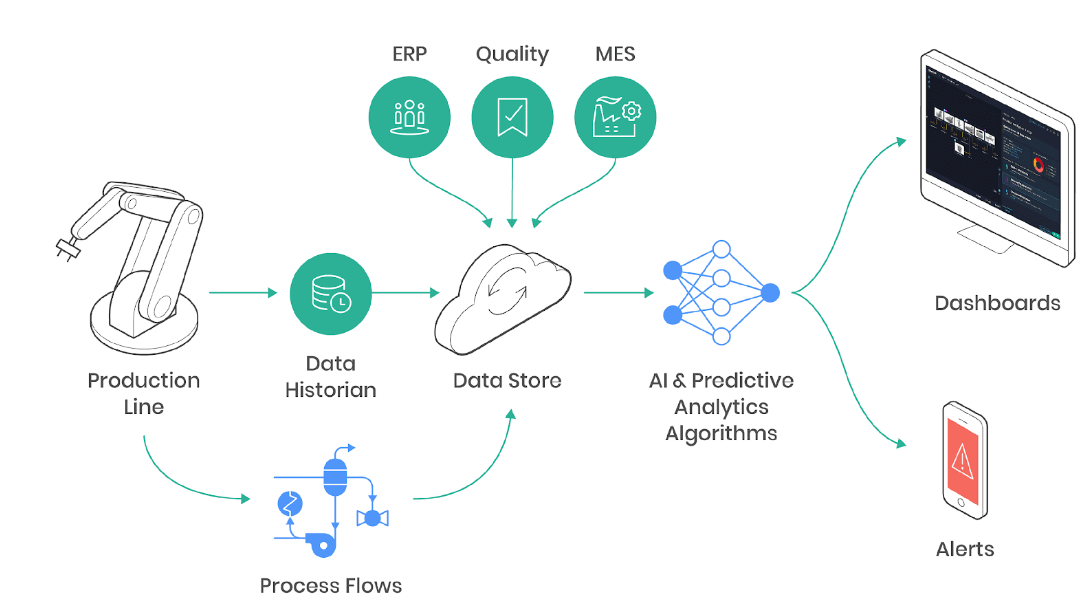 ERP
Quality
MES
Production
Line
Data
Historian
Data Store
AI & Predictive
Analytics
Algorithms
Dashboards
Process Flows
Alerts